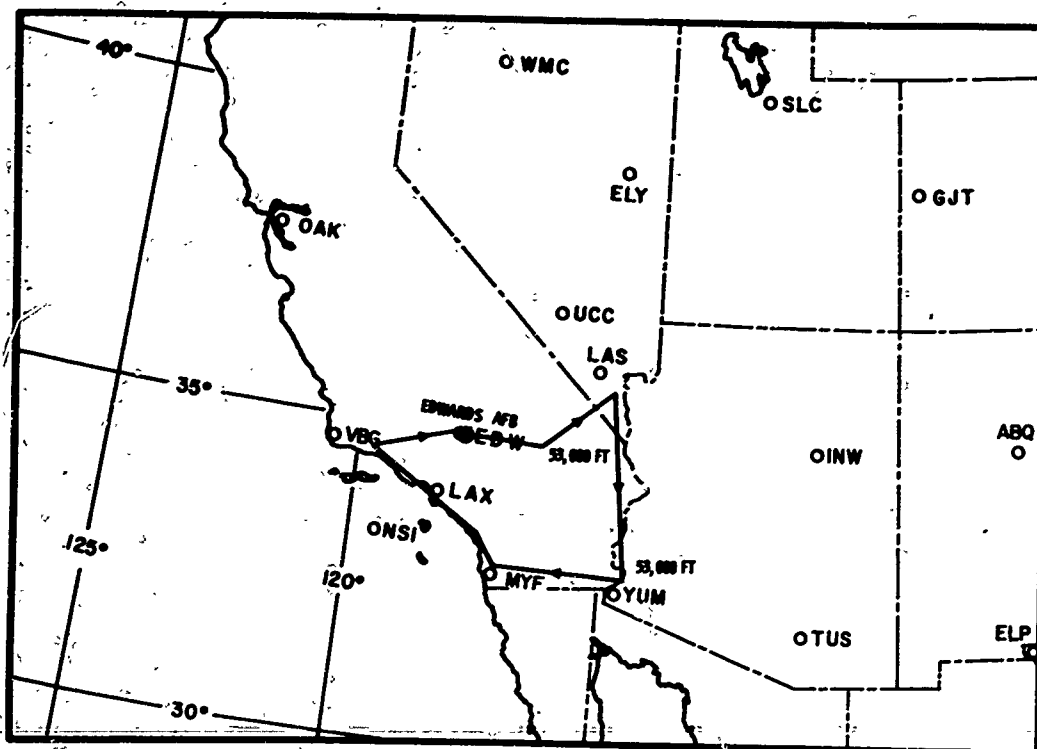 40°
WMC
SLC
ELY
GJT
OAK
UCC
LAS
35°
EDWARDS AFB
VBG
EDW
53,000 FT
ABQ
INW
LAX
NSI
125°
120°
MYF
53,000 FT
YUM
TUS
ELP
30°